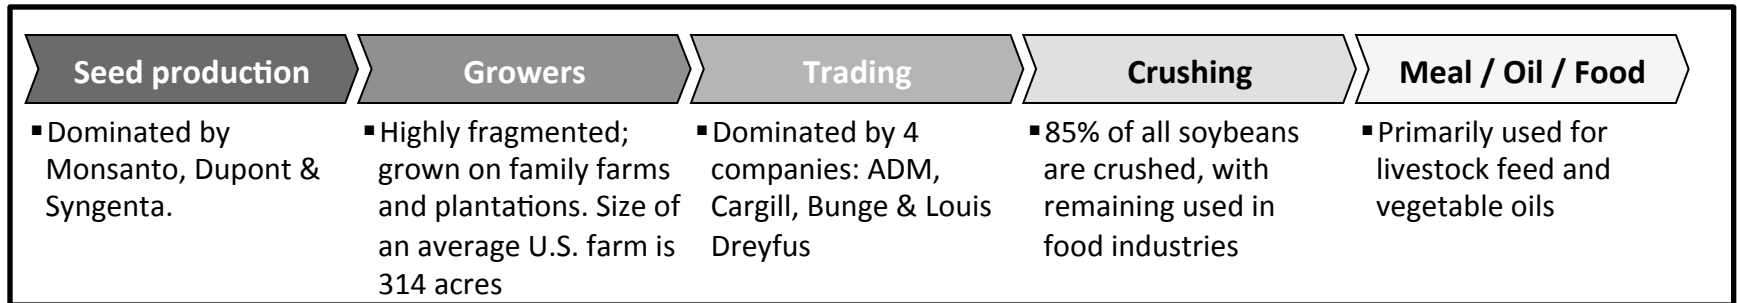 Seed production
Growers
Trading
Crushing
Meal / Oil / Food
▪Dominated by
Monsanto, Dupont &
Syngenta.
▪Highly fragmented;
grown on family farms
and plantations. Size of
an average U.S. farm is
314 acres
▪Dominated by 4
companies: ADM,
Cargill, Bunge & Louis
Dreyfus
▪85% of all soybeans
are crushed, with
remaining used in
food industries
▪Primarily used for
livestock feed and
vegetable oils